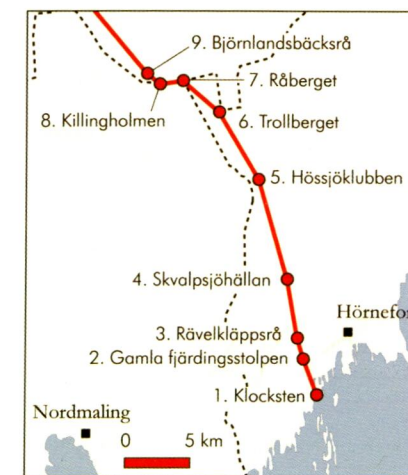 9. Björnlandsbäcksrå
7. Råberget
8. Killingholmen
6. Trollberget
5. Hössjöklubben
4. Skvalpsjöhällan
Hörnefor
3. Rävelkläppsrå
2. Gamla fjärdingsstolpen
1. Klocksten
Nordmaling
0 5 km